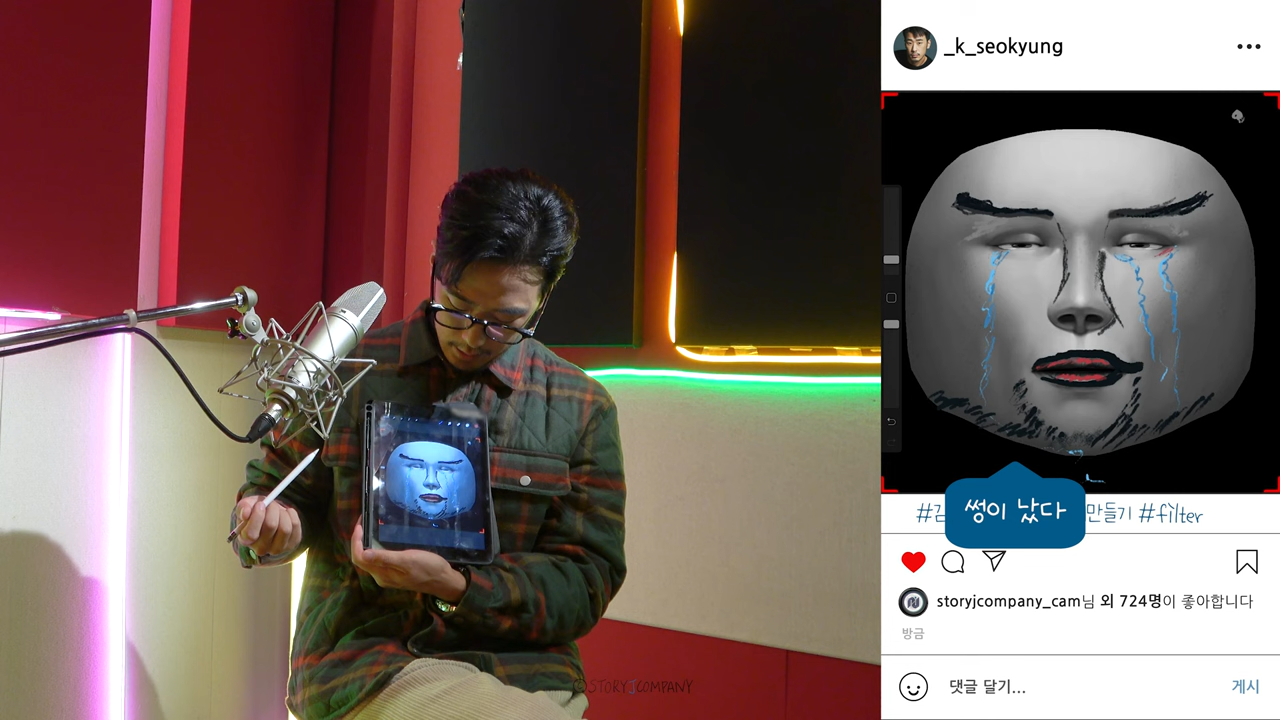 _k_seokyung
썽이 났다
#김
만들기 #filter
storyjcompany_cam님 외 724명이 좋아합니다
방금
댓글 달기...
게시
©STORYJCOMPANY